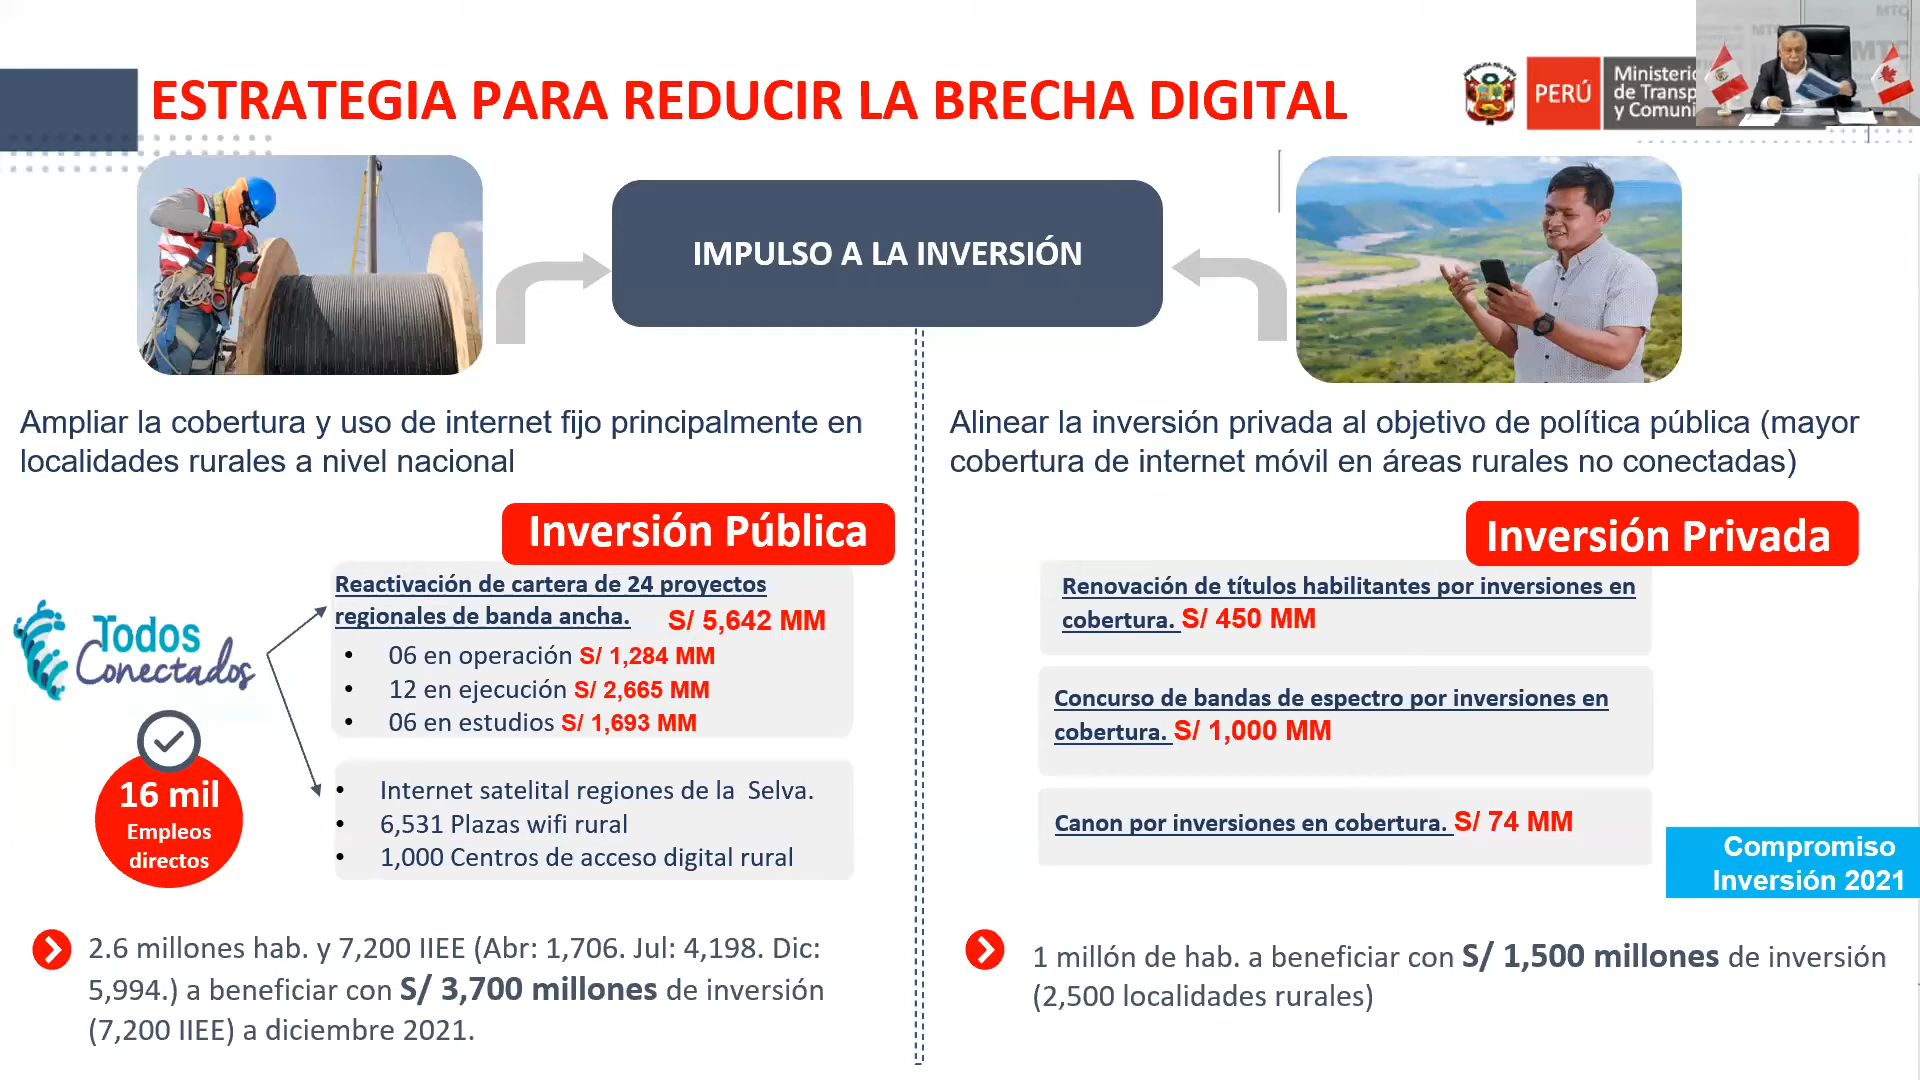 ESTRATEGIA PARA REDUCIR LA BRECHA DIGITAL
PERÚ
Ministerio
de Transp
y Comuni
MTC
MTC
IMPULSO A LA INVERSIÓN
Ampliar la cobertura y uso de internet fijo principalmente en
localidades rurales a nivel nacional
Inversión Pública
Todos
Conectados
Reactivación de cartera de 24 proyectos
regionales de banda ancha. S/ 5,642 MM
• 06 en operación S/ 1,284 MM
• 12 en ejecución S/ 2,665 MM
• 06 en estudios S/ 1,693 MM
16 mil
Empleos
directos
• Internet satelital regiones de la Selva.
• 6,531 Plazas wifi rural
• 1,000 Centros de acceso digital rural
2.6 millones hab. y 7,200 IIEE (Abr: 1,706. Jul: 4,198. Dic:
5,994.) a beneficiar con S/ 3,700 millones de inversión
(7,200 IIEE) a diciembre 2021.
Alinear la inversión privada al objetivo de política pública (mayor
cobertura de internet móvil en áreas rurales no conectadas)
Inversión Privada
Renovación de títulos habilitantes por inversiones en
cobertura. S/ 450 MM
Concurso de bandas de espectro por inversiones en
cobertura. S/ 1,000 MM
Canon por inversiones en cobertura. S/ 74 MM
Compromiso
Inversión 2021
1 millón de hab. a beneficiar con S/ 1,500 millones de inversión
(2,500 localidades rurales)